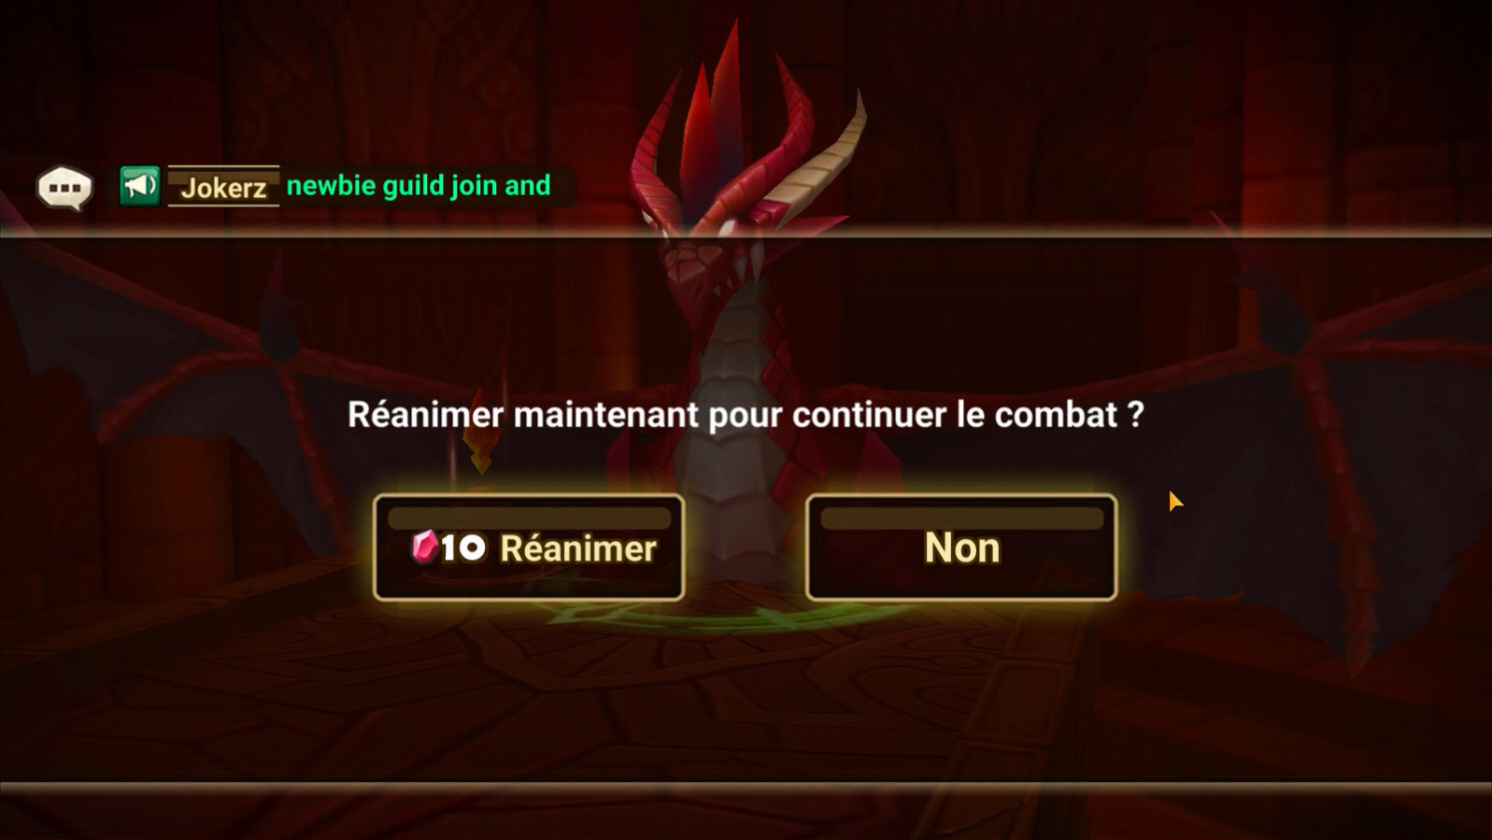 Jokerz newbie guild join and
Réanimer maintenant pour continuer le combat ?
10 Réanimer
Non